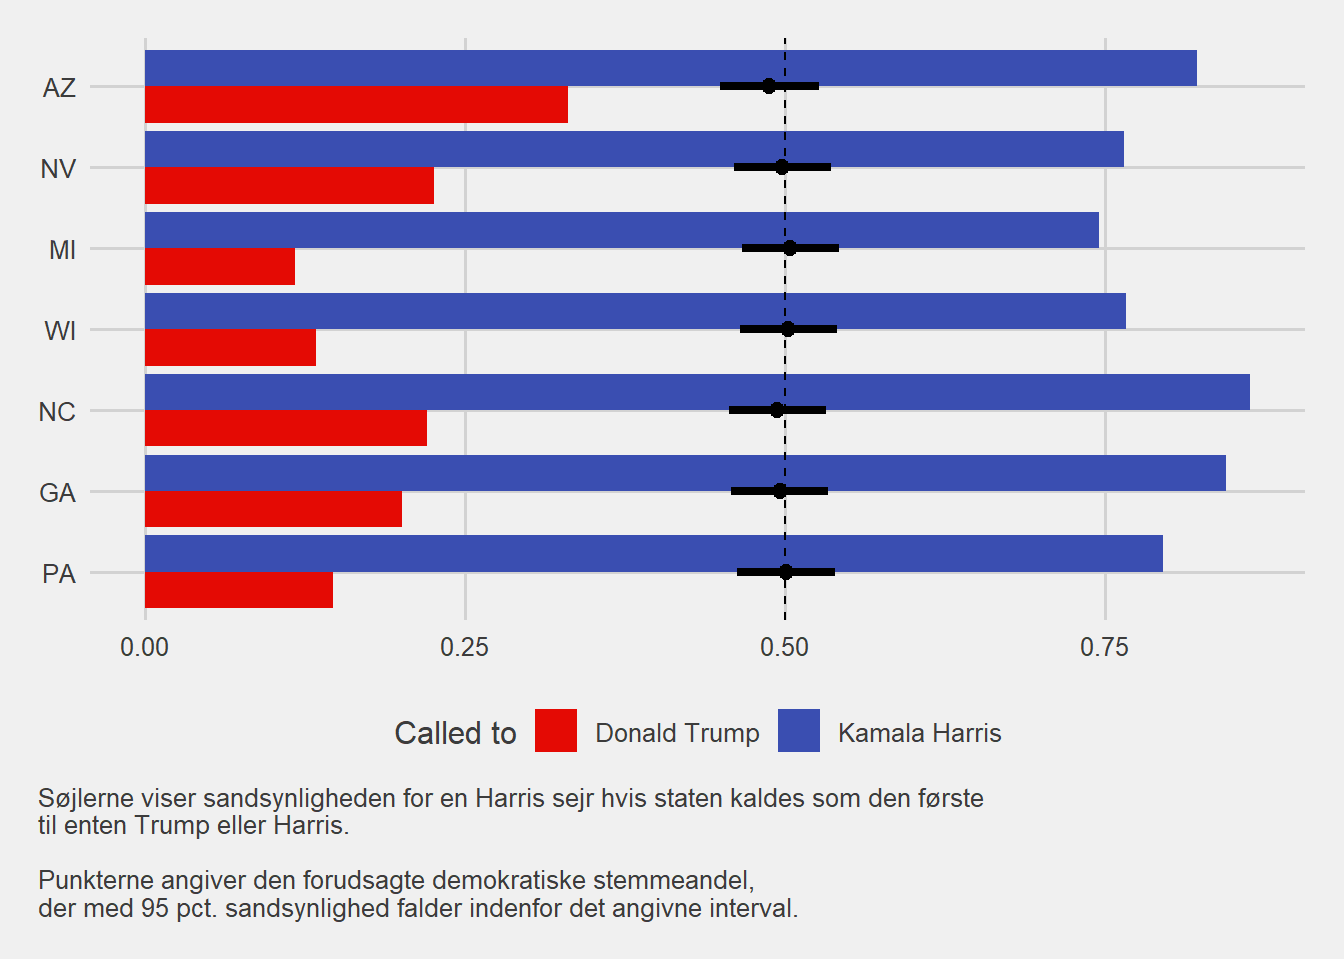 AZ
NV
MI
WI
NC
GA
PA
0.00 0.25 0.50 0.75
Called to Donald Trump Kamala Harris
Søjlerne viser sandsynligheden for en Harris sejr hvis staten kaldes som den første
til enten Trump eller Harris.
Punkterne angiver den forudsagte demokratiske stemmeandel,
der med 95 pct. sandsynlighed falder indenfor det angivne interval.